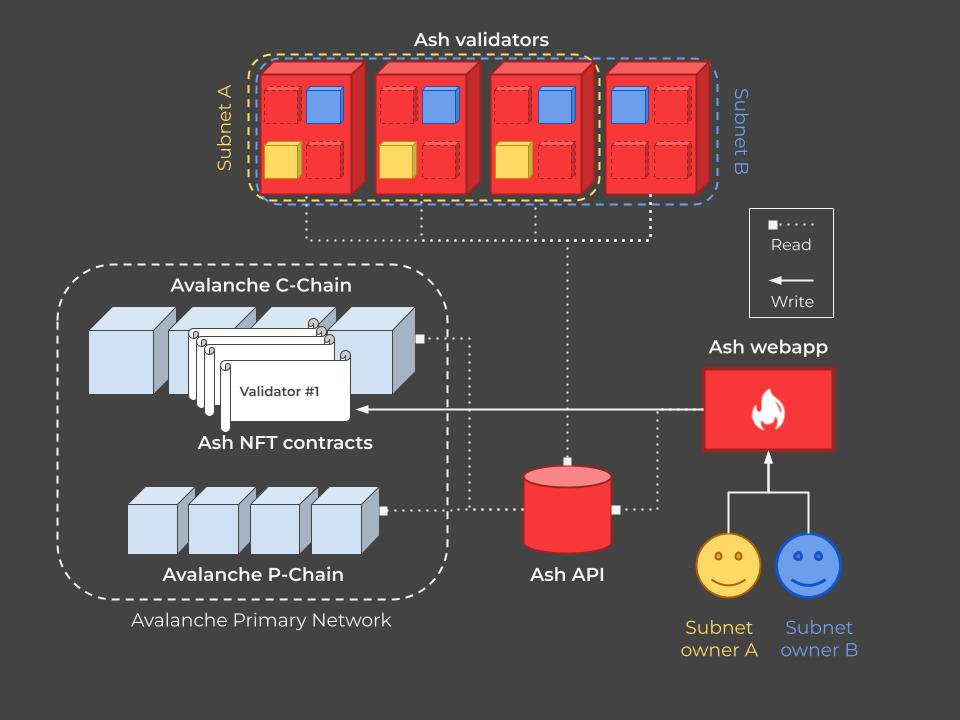 Ash validators
Subnet A
Subnet B
Read
Write
Avalanche C-Chain
Validator #1
Ash NFT contracts
Ash webapp
Avalanche P-Chain
Ash API
Avalanche Primary Network
Subnet
owner A
Subnet
owner B